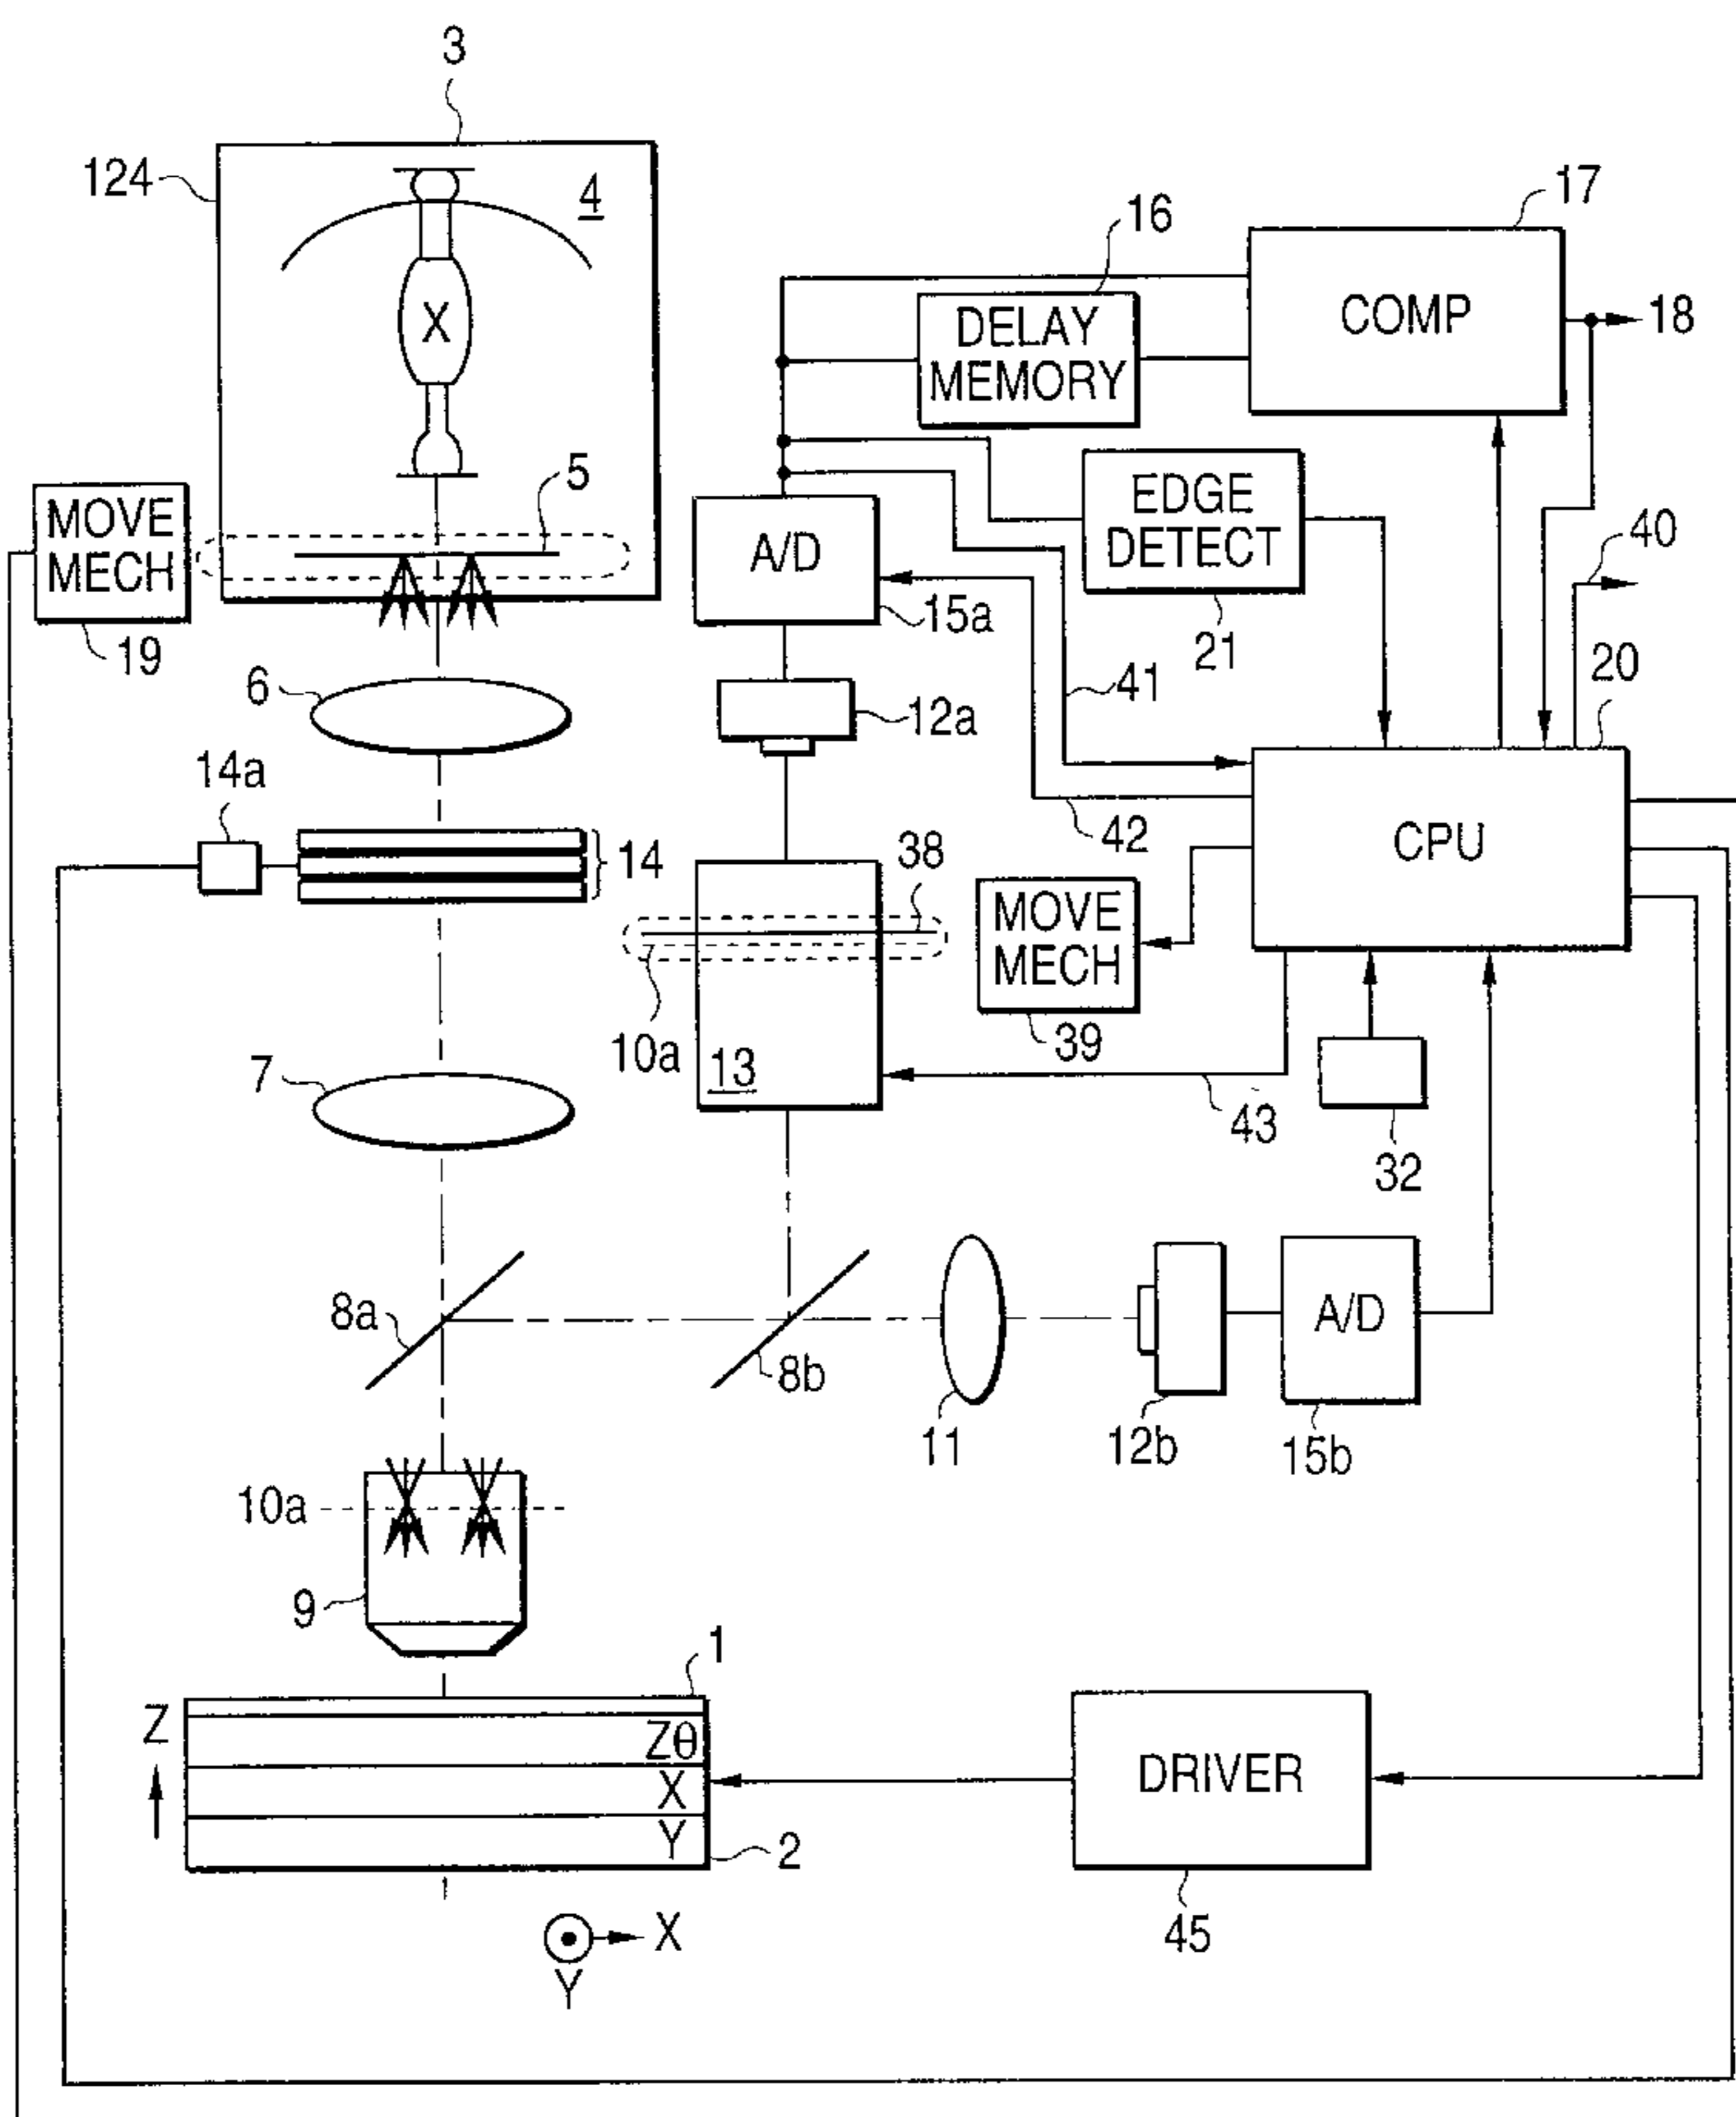 3
124
4
X
16
17
DELAY
MEMORY
COMP
18
MOVE
MECH
19
5
A/D
15a
EDGE
DETECT
21
40
20
6
12a
41
14a
14
42
38
CPU
MOVE
MECH
39
10a
13
7
43
32
8a
8b
11
12b
A/D
15b
10a
9
1
Z
Zθ
X
Y
2
DRIVER
45
X
Y